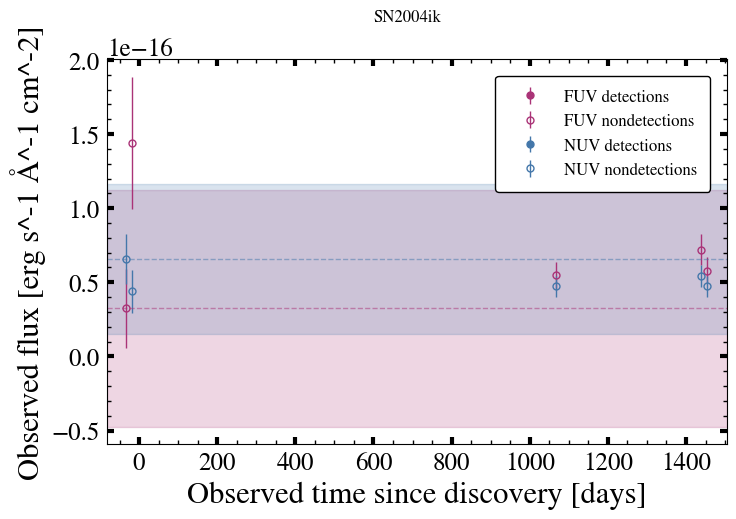 SN2004ik
1e−16
2.0
1.5
1.0
0.5
0.0
−0.5
Observed flux [erg s^-1 Å^-1 cm^-2]
FUV detections
FUV nondetections
NUV detections
NUV nondetections
0 200 400 600 800 1000 1200 1400
Observed time since discovery [days]